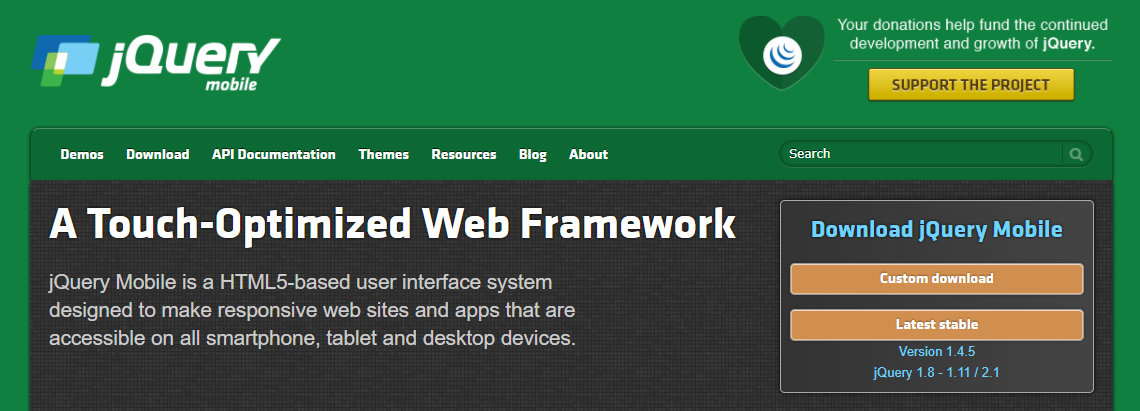 jQuery
mobile
Your donations help fund the continued
development and growth of jQuery.
SUPPORT THE PROJECT
Demos Download API Documentation Themes Resources Blog About
Search
A Touch-Optimized Web Framework
jQuery Mobile is a HTML5-based user interface system
designed to make responsive web sites and apps that are
accessible on all smartphone, tablet and desktop devices.
Download jQuery Mobile
Custom download
Latest stable
Version 1.4.5
jQuery 1.8 - 1.11 / 2.1